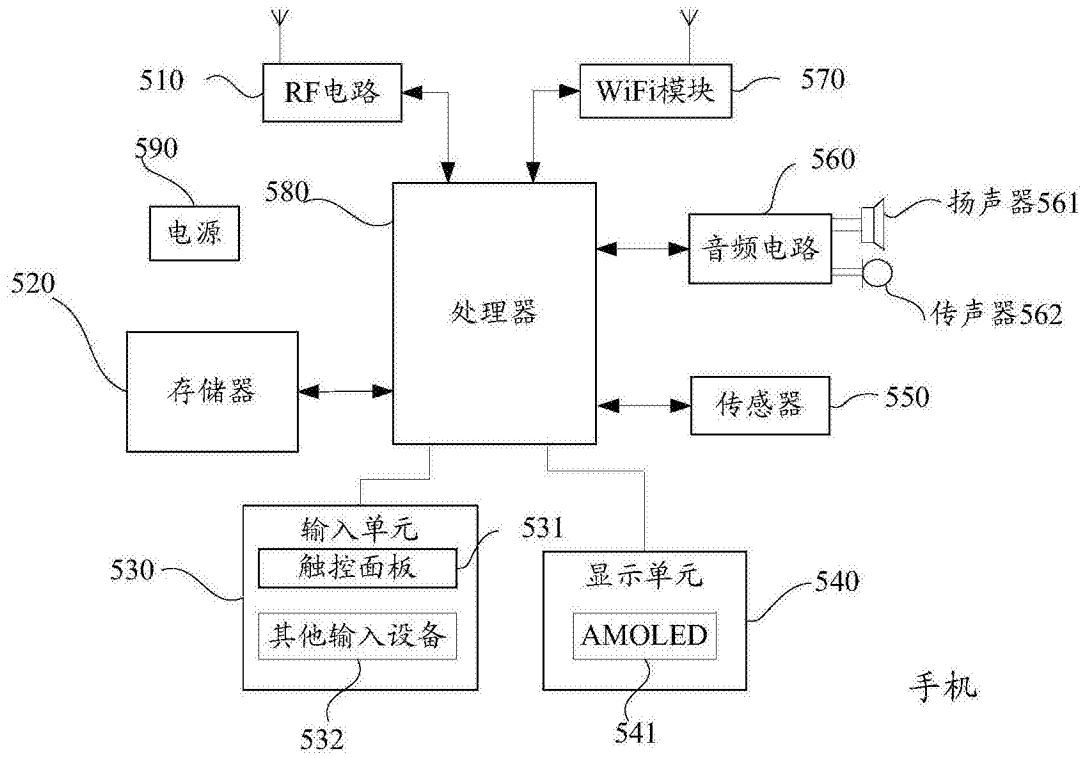 510
RF电路
WiFi模块
570
590
电源
580
560
音频电路
扬声器561
传声器562
520
存储器
处理器
传感器
550
530
输入单元
触控面板
531
其他输入设备
532
显示单元
540
AMOLED
541
手机